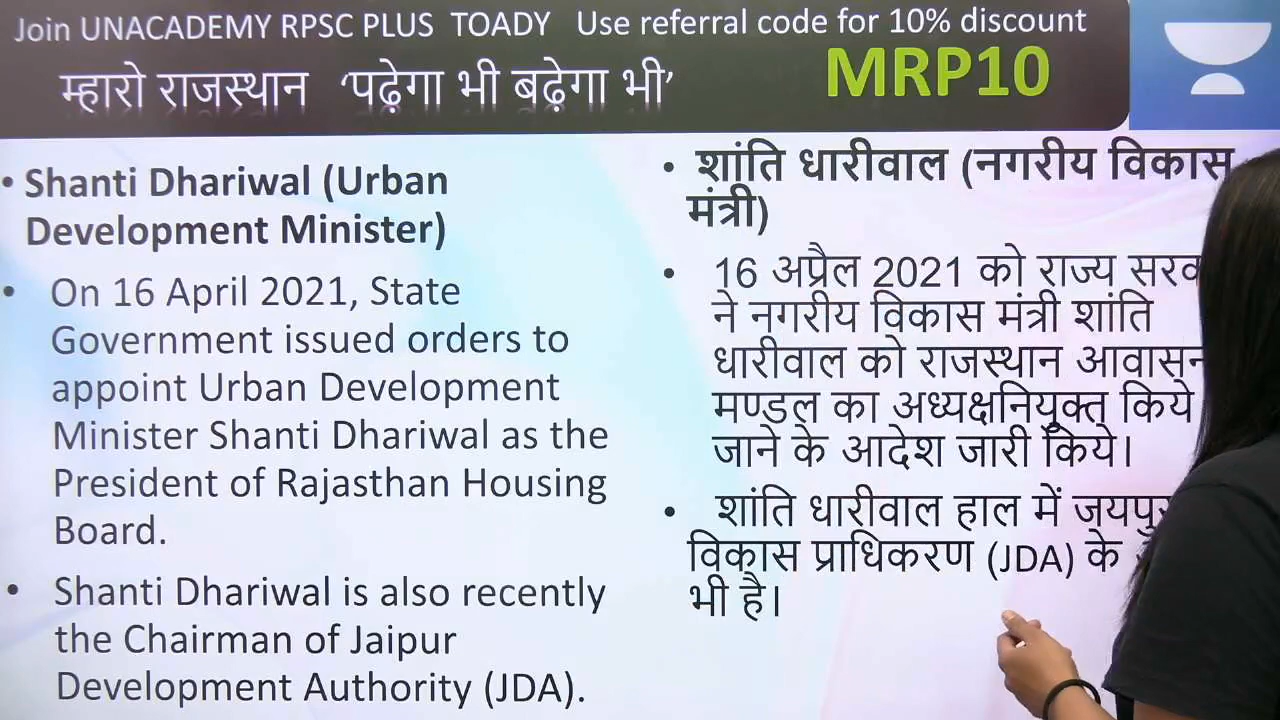 Join UNACADEMY RPSC PLUS TOADY Use referral code for 10% discount
म्हारो राजस्थान ‘पढ़ेगा भी बढ़ेगा भी’ MRP10
• Shanti Dhariwal (Urban
Development Minister)
• On 16 April 2021, State
Government issued orders to
appoint Urban Development
Minister Shanti Dhariwal as the
President of Rajasthan Housing
Board.
• Shanti Dhariwal is also recently
the Chairman of Jaipur
Development Authority (JDA).
• शांति धारीवाल (नगरीय विकास
मंत्री)
• 16 अप्रैल 2021 को राज्य
ने नगरीय विकास मंत्री शांति
धारीवाल को राजस्थान आवासन
मण्डल का अध्यक्षनियुक्त किये
जाने के आदेश जारी किये।
• शांति धारीवाल हाल में
विकास प्राधिकरण (JDA) के
भी है।